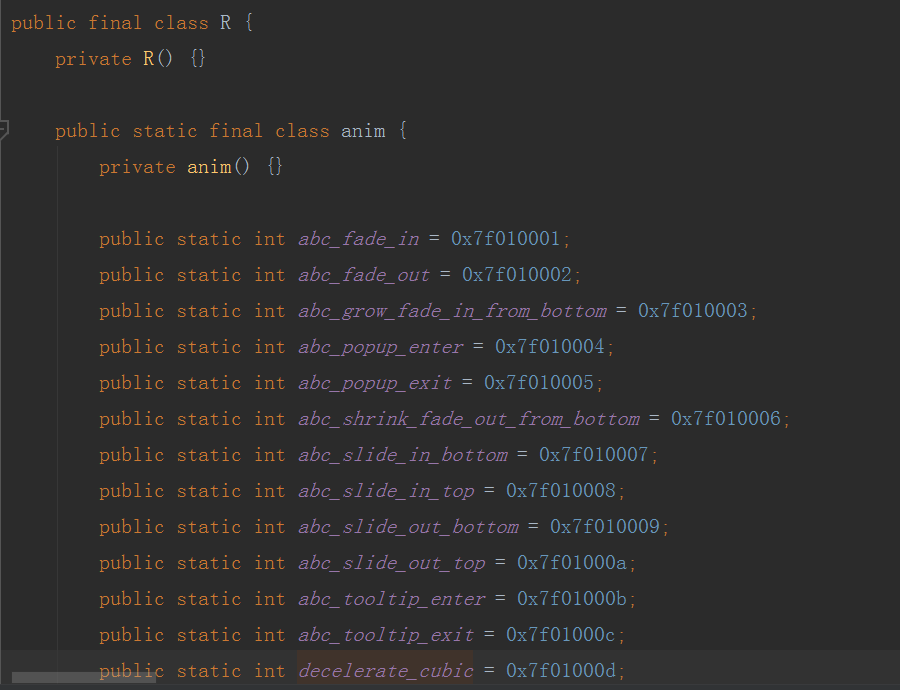 public final class R {
private R() {}
public static final class anim {
private anim() {}
public static int abc_fade_in = 0x7f010001;
public static int abc_fade_out = 0x7f010002;
public static int abc_grow_fade_in_from_bottom = 0x7f010003;
public static int abc_popup_enter = 0x7f010004;
public static int abc_popup_exit = 0x7f010005;
public static int abc_shrink_fade_out_from_bottom = 0x7f010006;
public static int abc_slide_in_bottom = 0x7f010007;
public static int abc_slide_in_top = 0x7f010008;
public static int abc_slide_out_bottom = 0x7f010009;
public static int abc_slide_out_top = 0x7f01000a;
public static int abc_tooltip_enter = 0x7f01000b;
public static int abc_tooltip_exit = 0x7f01000c;
public static int decelerate_cubic = 0x7f01000d;